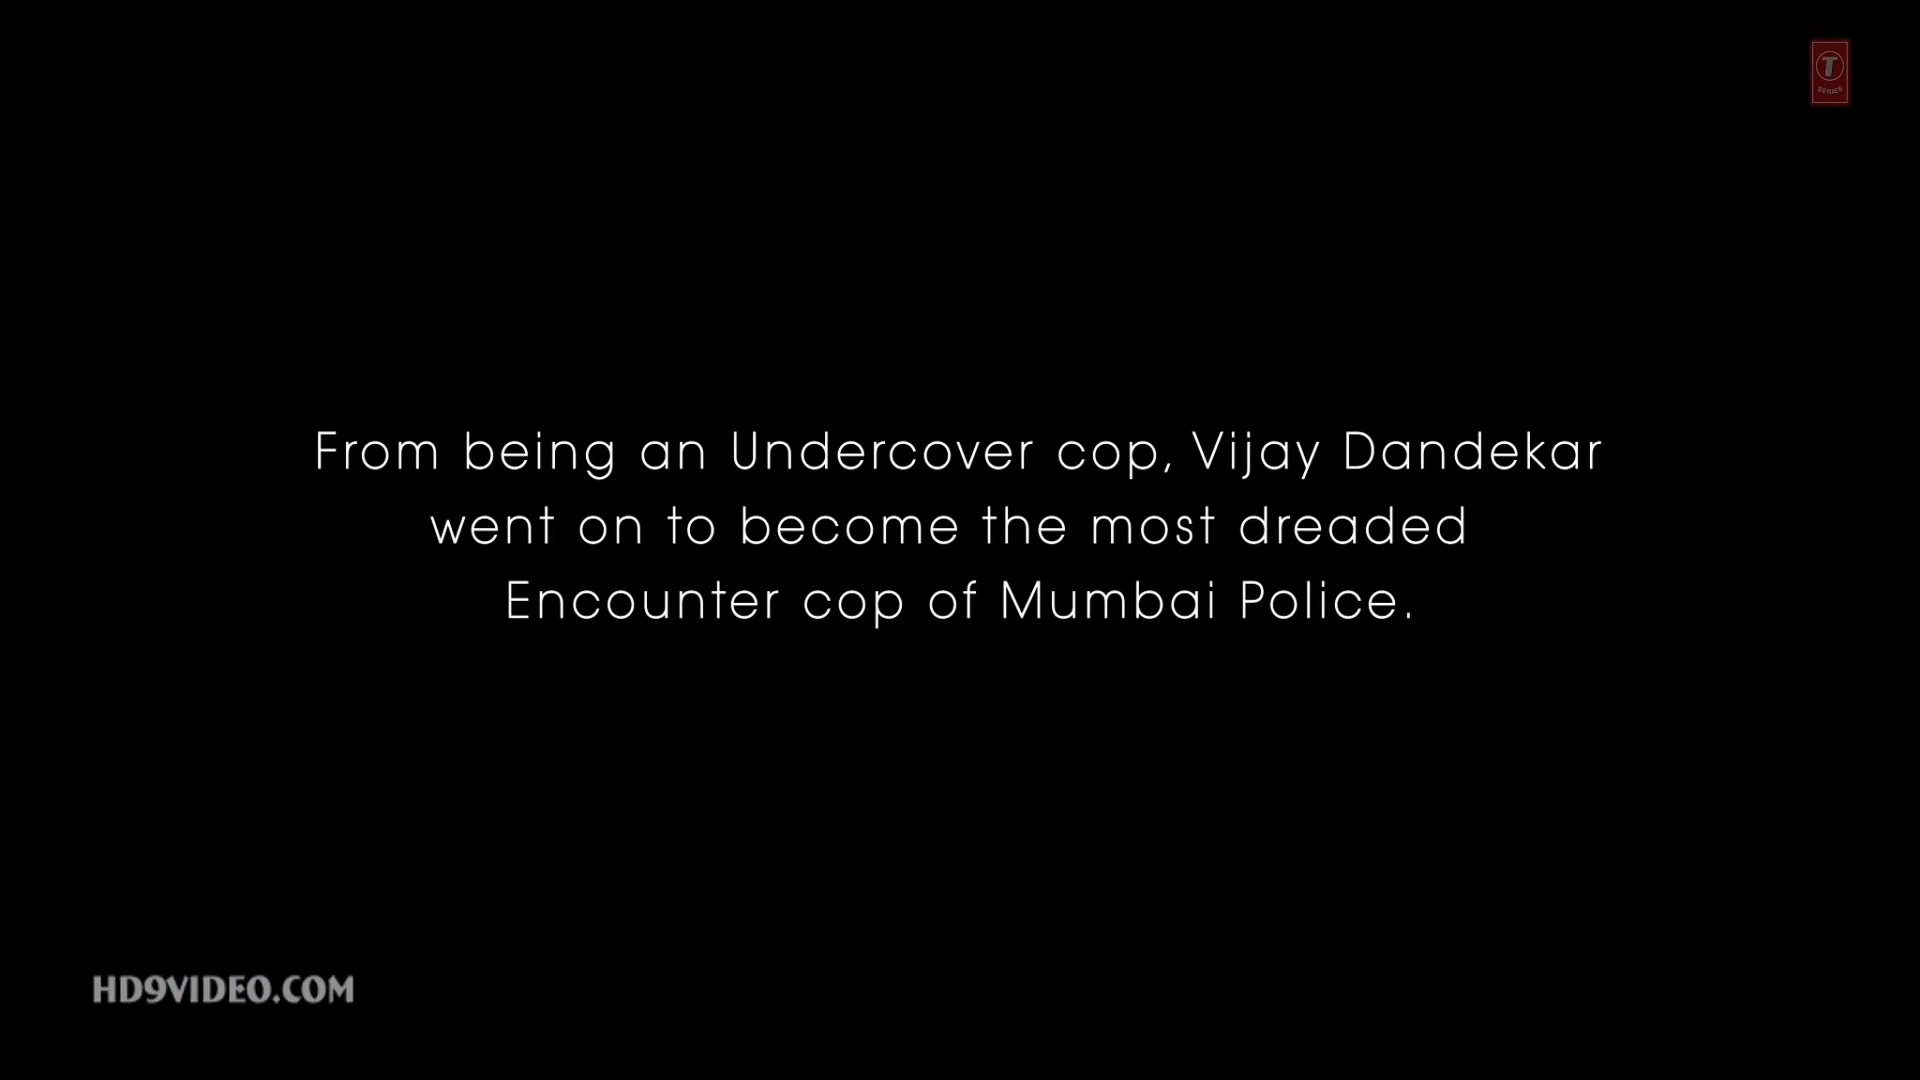 T
SERIES
From being an Undercover cop, Vijay Dandekar
went on to become the most dreaded
Encounter cop of Mumbai Police.
HD9VIDEO.COM